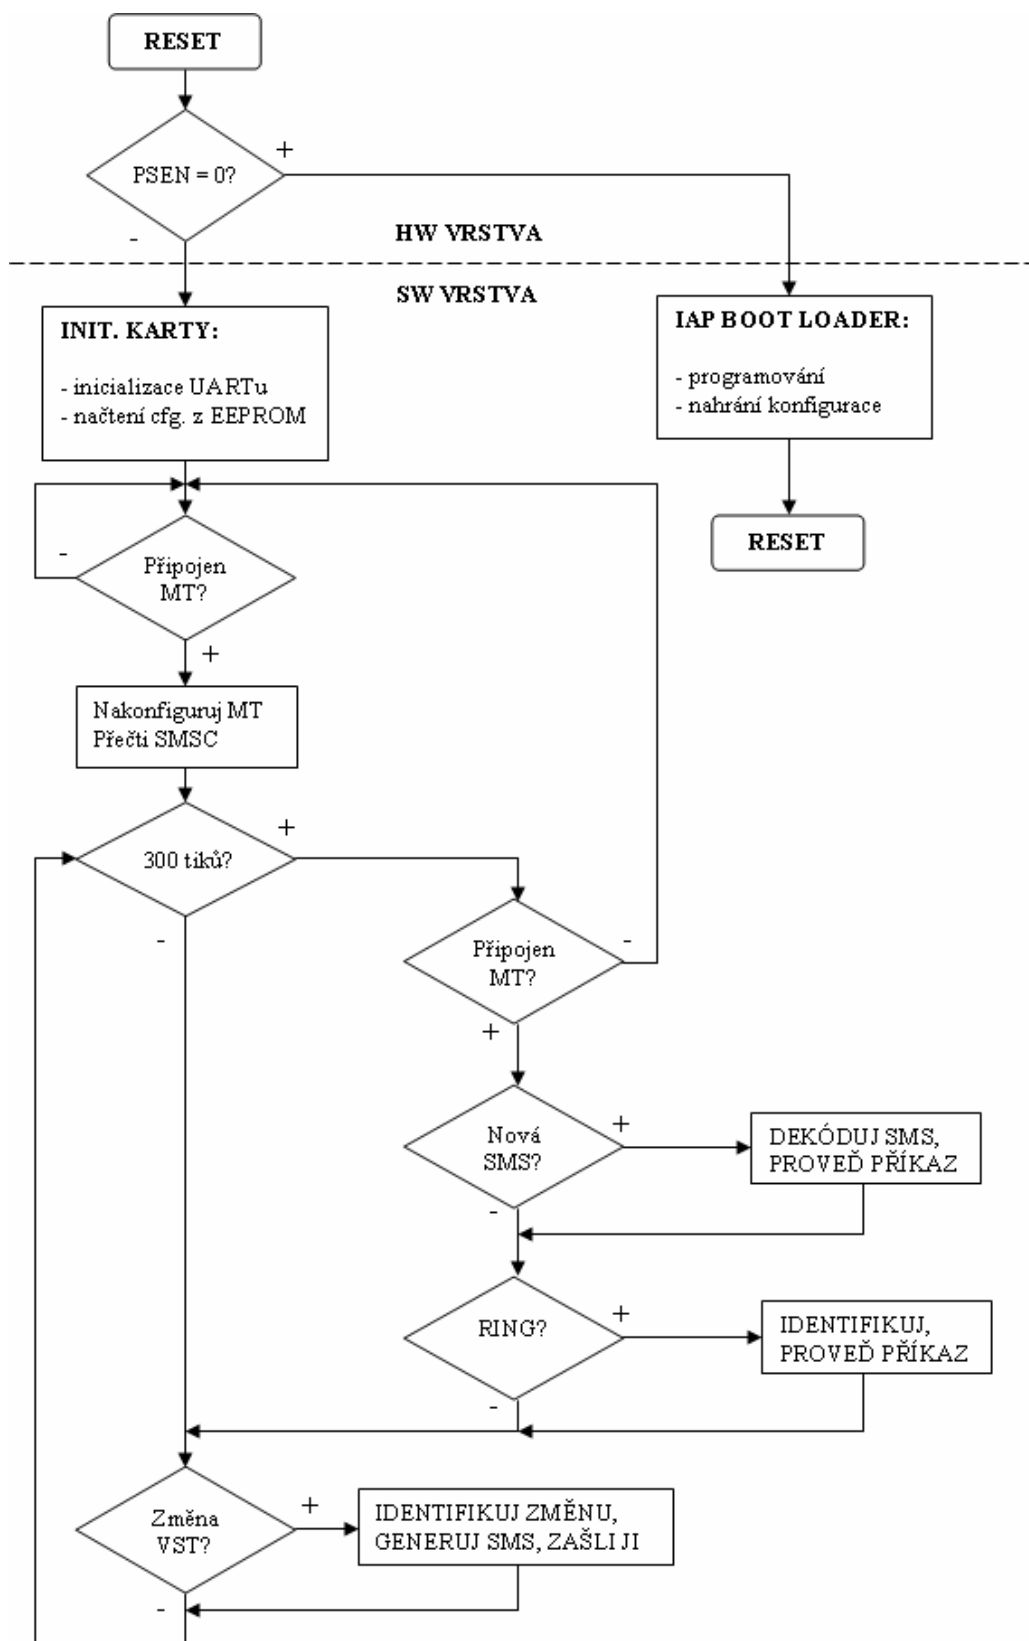 RESET
+
PSEN = 0?
-
HW VRSTVA
SW VRSTVA
INIT. KARTY:
- inicializace UARTu
- načtení cfg. z EEPROM
IAP BOOT LOADER:
- programování
- nahrání konfigurace
RESET
-
Připojen
MT?
+
Nakonfiguruj MT
Přečti SMSC
+
300 tiků?
-
Připojen
MT?
-
+
Nová
SMS?
+
DEKÓDUJ SMS,
PROVEĎ PŘÍKAZ
-
RING?
+
IDENTIFIKUJ,
PROVEĎ PŘÍKAZ
-
Změna
VST?
+
IDENTIFIKUJ ZMĚNU,
GENERUJ SMS, ZAŠLI JI
-